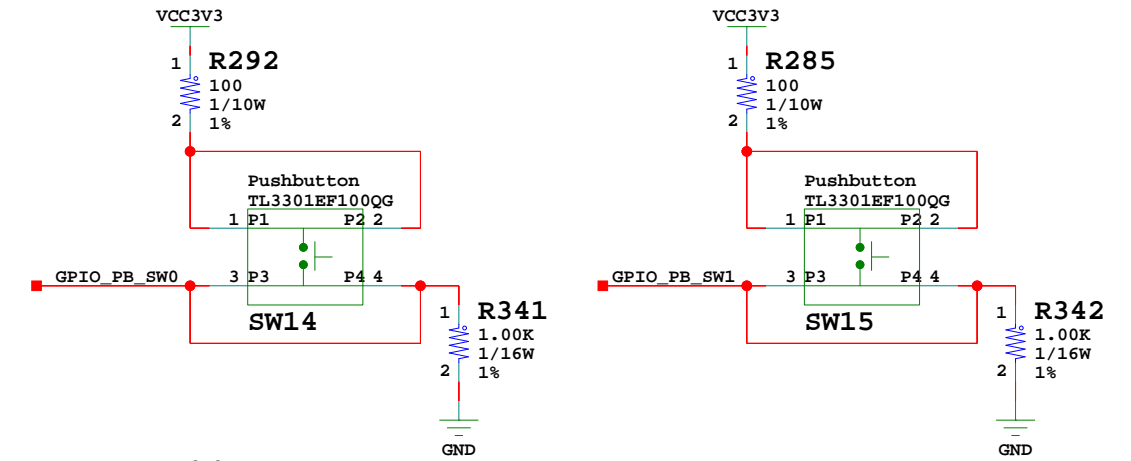 VCC3V3
1 R292
100
1/10W
2 1%
Pushbutton
TL3301EF100QG
1 P1 P2 2
GPIO_PB_SW0 3 P3 P4 4
SW14
1 R341
1.00K
1/16W
2 1%
GND
VCC3V3
1 R285
100
1/10W
2 1%
Pushbutton
TL3301EF100QG
1 P1 P2 2
GPIO_PB_SW1 3 P3 P4 4
SW15
1 R342
1.00K
1/16W
2 1%
GND